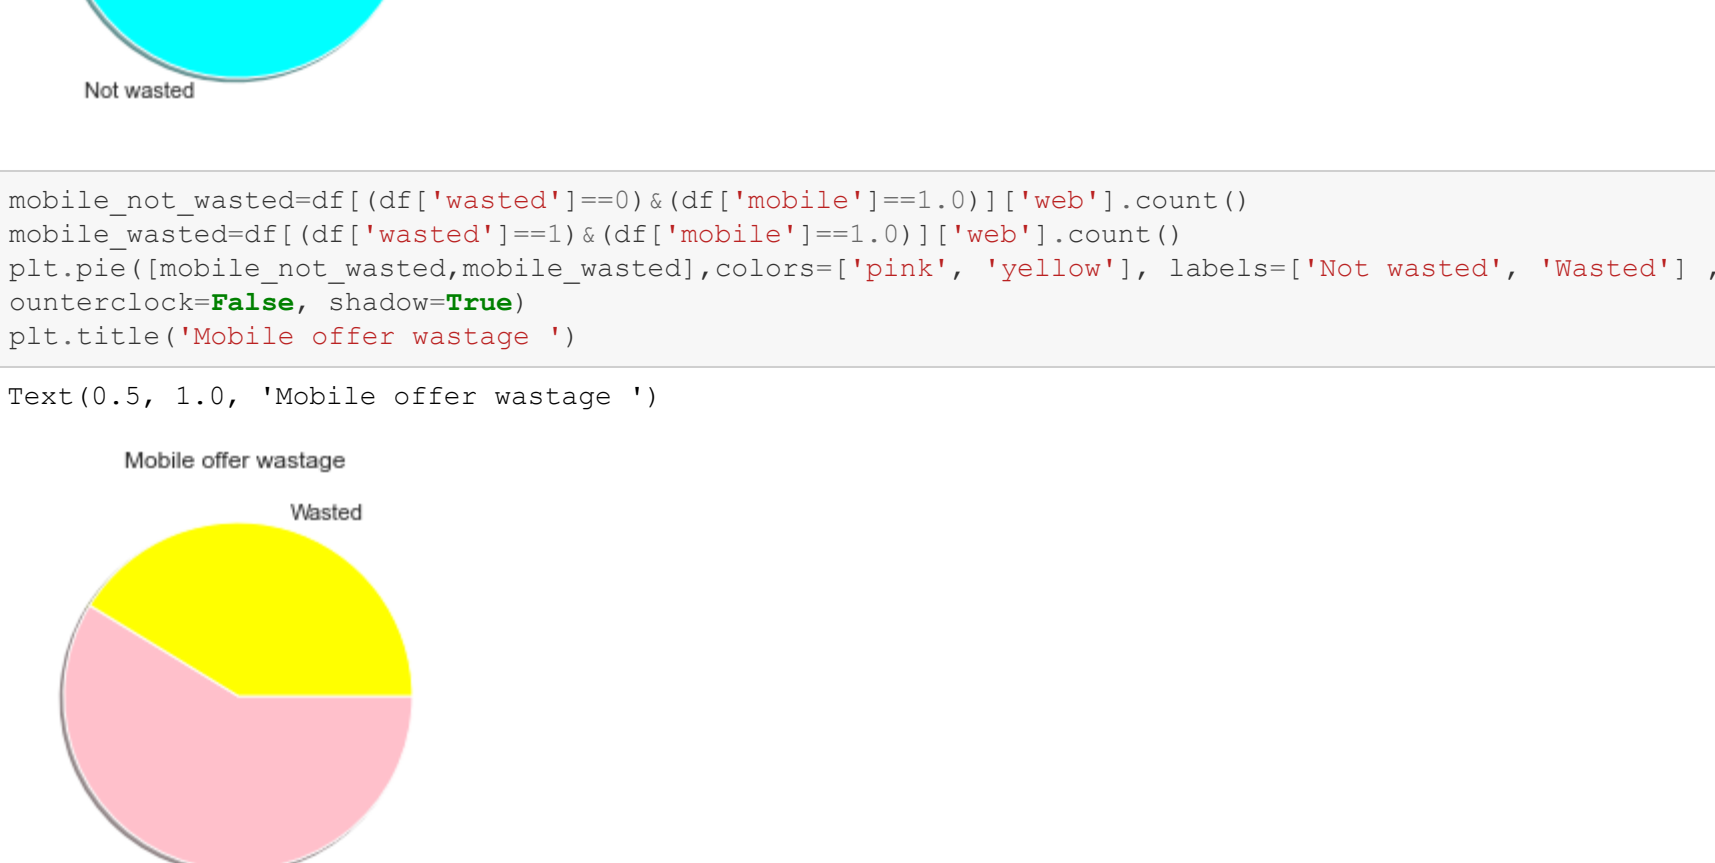 Not wasted
mobile_not_wasted=df[(df['wasted']==0)&(df['mobile']==1.0)]['web'].count()
mobile_wasted=df[(df['wasted']==1)&(df['mobile']==1.0)]['web'].count()
plt.pie([mobile_not_wasted,mobile_wasted],colors=['pink', 'yellow'], labels=['Not wasted', 'Wasted'] ,
ounterclock=False, shadow=True)
plt.title('Mobile offer wastage ')
Text(0.5, 1.0, 'Mobile offer wastage ')
Mobile offer wastage
Wasted